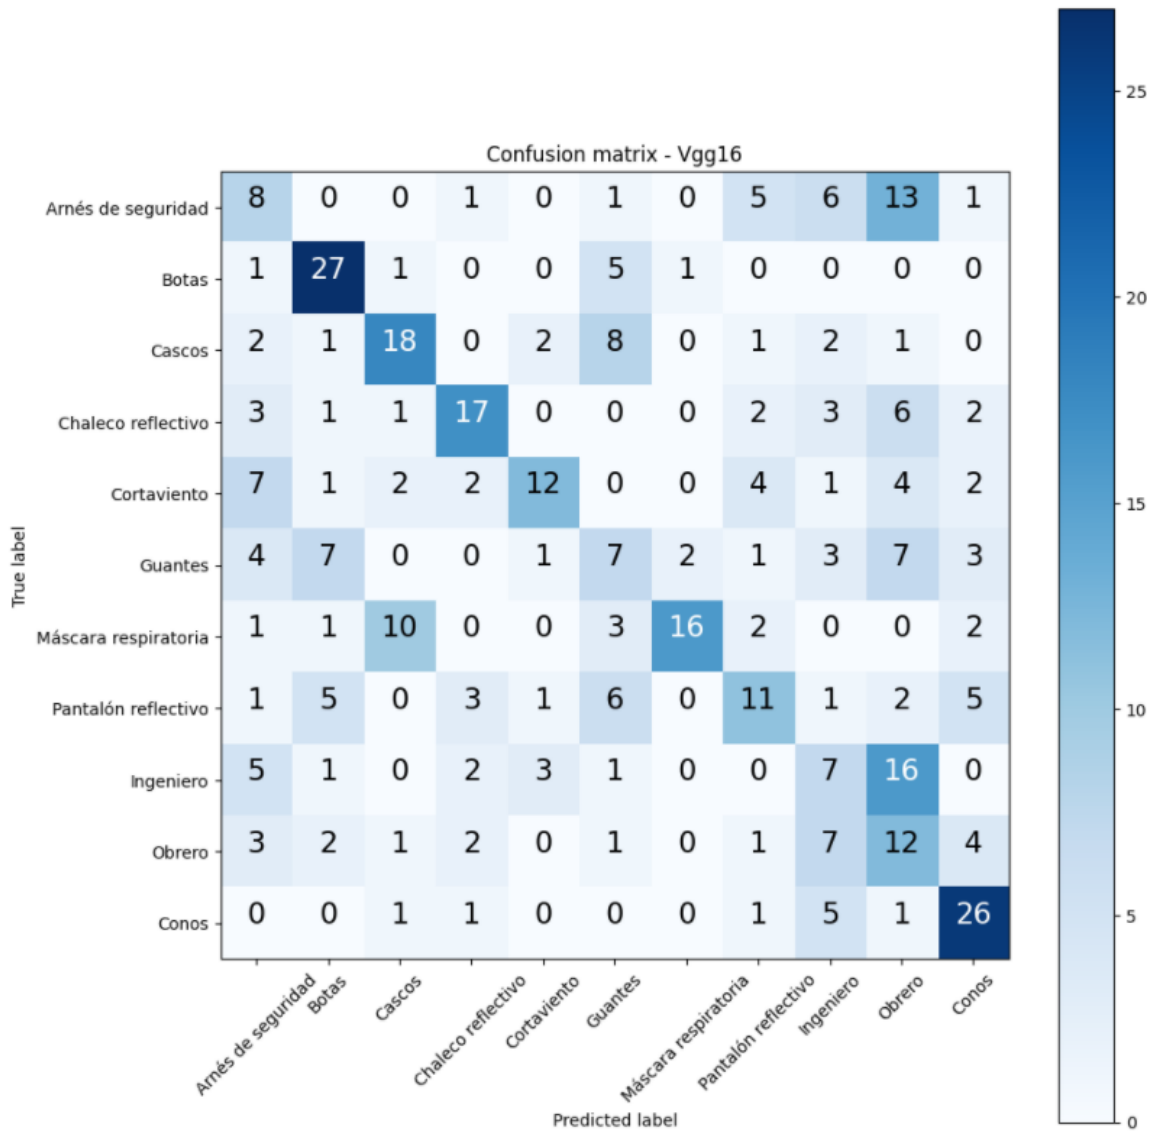 Confusion matrix - Vgg16
Arnés de seguridad 8 0 0 1 0 1 0 5 6 13 1
Botas 1 27 1 0 0 5 1 0 0 0 0
Cascos 2 1 18 0 2 8 0 1 2 1 0
Chaleco reflectivo 3 1 1 17 0 0 0 2 3 6 2
Cortaviento 7 1 2 2 12 0 0 4 1 4 2
Guantes 4 7 0 0 1 7 2 1 3 7 3
Máscara respiratoria 1 1 10 0 0 3 16 2 0 0 2
Pantalón reflectivo 1 5 0 3 1 6 0 11 1 2 5
Ingeniero 5 1 0 2 3 1 0 0 7 16 0
Obrero 3 2 1 2 0 1 0 1 7 12 4
Conos 0 0 1 1 0 0 0 1 5 1 26
True label
Arnés de seguridad
Botas
Cascos
Chaleco reflectivo
Cortaviento
Guantes
Máscara respiratoria
Pantalón reflectivo
Ingeniero
Obrero
Conos
Predicted label
25
20
15
10
5
0